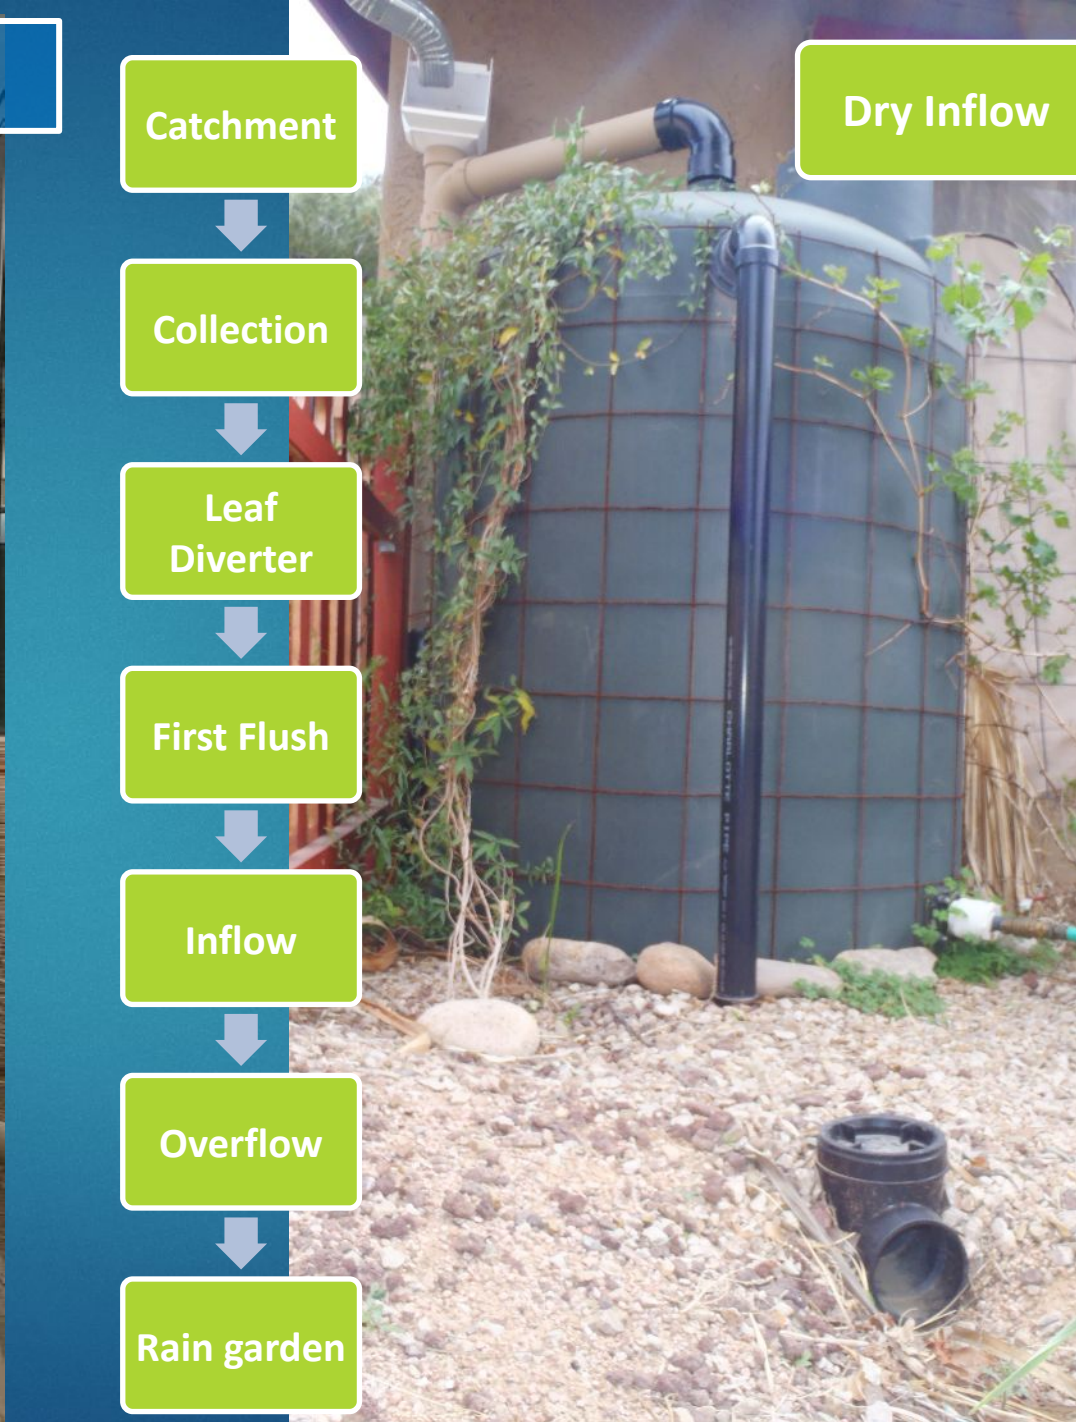 Catchment
Collection
Leaf
Diverter
First Flush
Inflow
Overflow
Rain garden
Dry Inflow